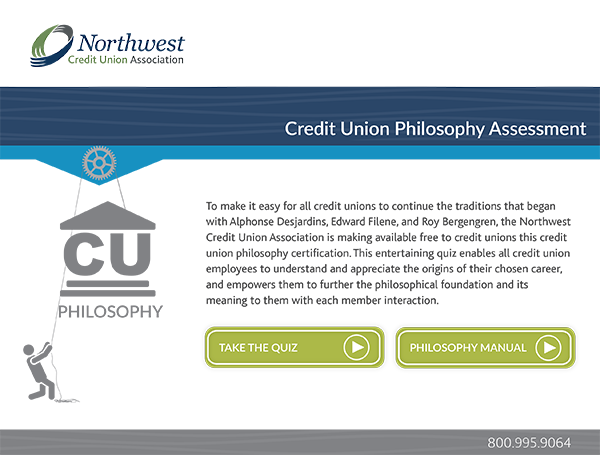 Northwest
Credit Union Association
Credit Union Philosophy Assessment
CU
PHILOSOPHY
To make it easy for all credit unions to continue the traditions that began
with Alphonse Desjardins, Edward Filene, and Roy Bergengren, the Northwest
Credit Union Association is making available free to credit unions this credit
union philosophy certification. This entertaining quiz enables all credit union
employees to understand and appreciate the origins of their chosen career,
and empowers them to further the philosophical foundation and its
meaning to them with each member interaction.
TAKE THE QUIZ
PHILOSOPHY MANUAL
800.995.9064